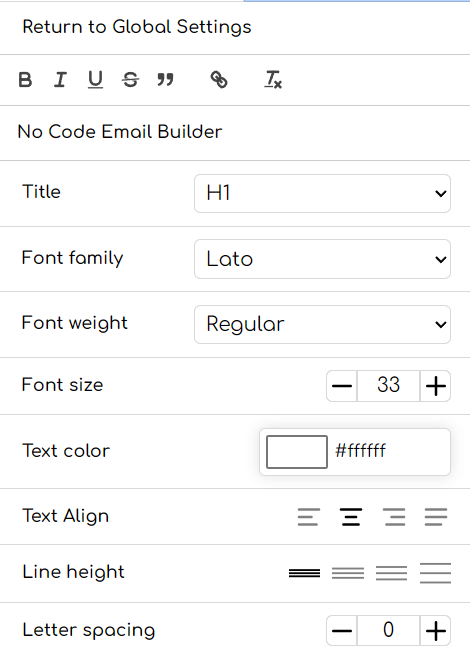 Return to Global Settings
B I U S ” Tx
No Code Email Builder
Title H1
Font family Lato
Font weight Regular
Font size — 33 +
Text color #ffffff
Text Align
Line height
Letter spacing — 0 +